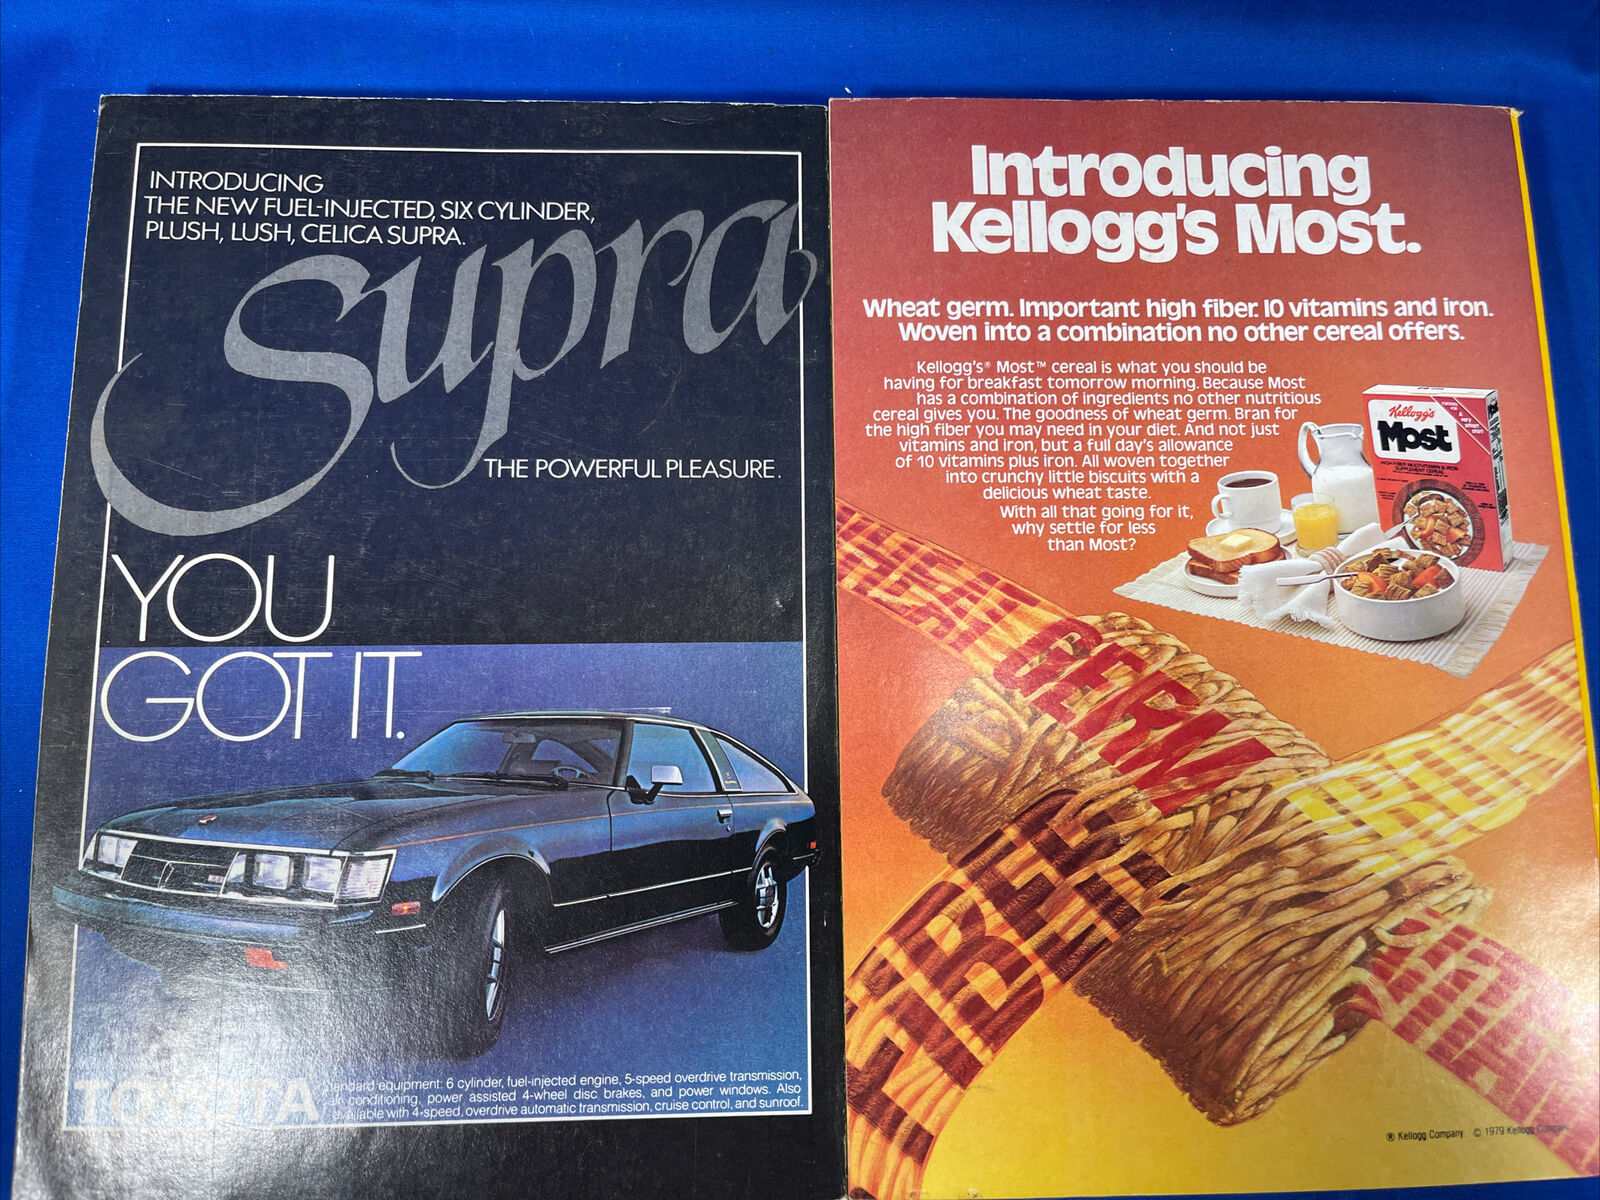 INTRODUCING
THE NEW FUEL-INJECTED, SIX CYLINDER,
PLUSH, LUSH, CELICA SUPRA.
Supra
THE POWERFUL PLEASURE.
YOU
GOT IT.
TOYOTA
equipment: 6 cylinder, fuel-injected engine, 5-speed overdrive transmission,
conditioning, power assisted 4-wheel disc brakes, and power windows. Also
available with 4-speed, overdrive automatic transmission, cruise control, and sunroof.
Introducing
Kellogg's Most.
Wheat germ. Important high fiber. 10 vitamins and iron.
Woven into a combination no other cereal offers.
Kellogg's® Most™ cereal is what you should be
having for breakfast tomorrow morning. Because Most
has a combination of ingredients no other nutritious
cereal gives you. The goodness of wheat germ. Bran for
the high fiber you may need in your diet. And not just
vitamins and iron, but a full day's allowance
of 10 vitamins plus iron. All woven together
into crunchy little biscuits with a
delicious wheat taste.
With all that going for it,
why settle for less
than Most?
Kellogg's
Most
HIGH FIBER MULTIVITAMIN & IRON
SUPPLEMENT CEREAL
GERM
IRON
FIBER
® Kellogg Company © 1979 Kellogg Company